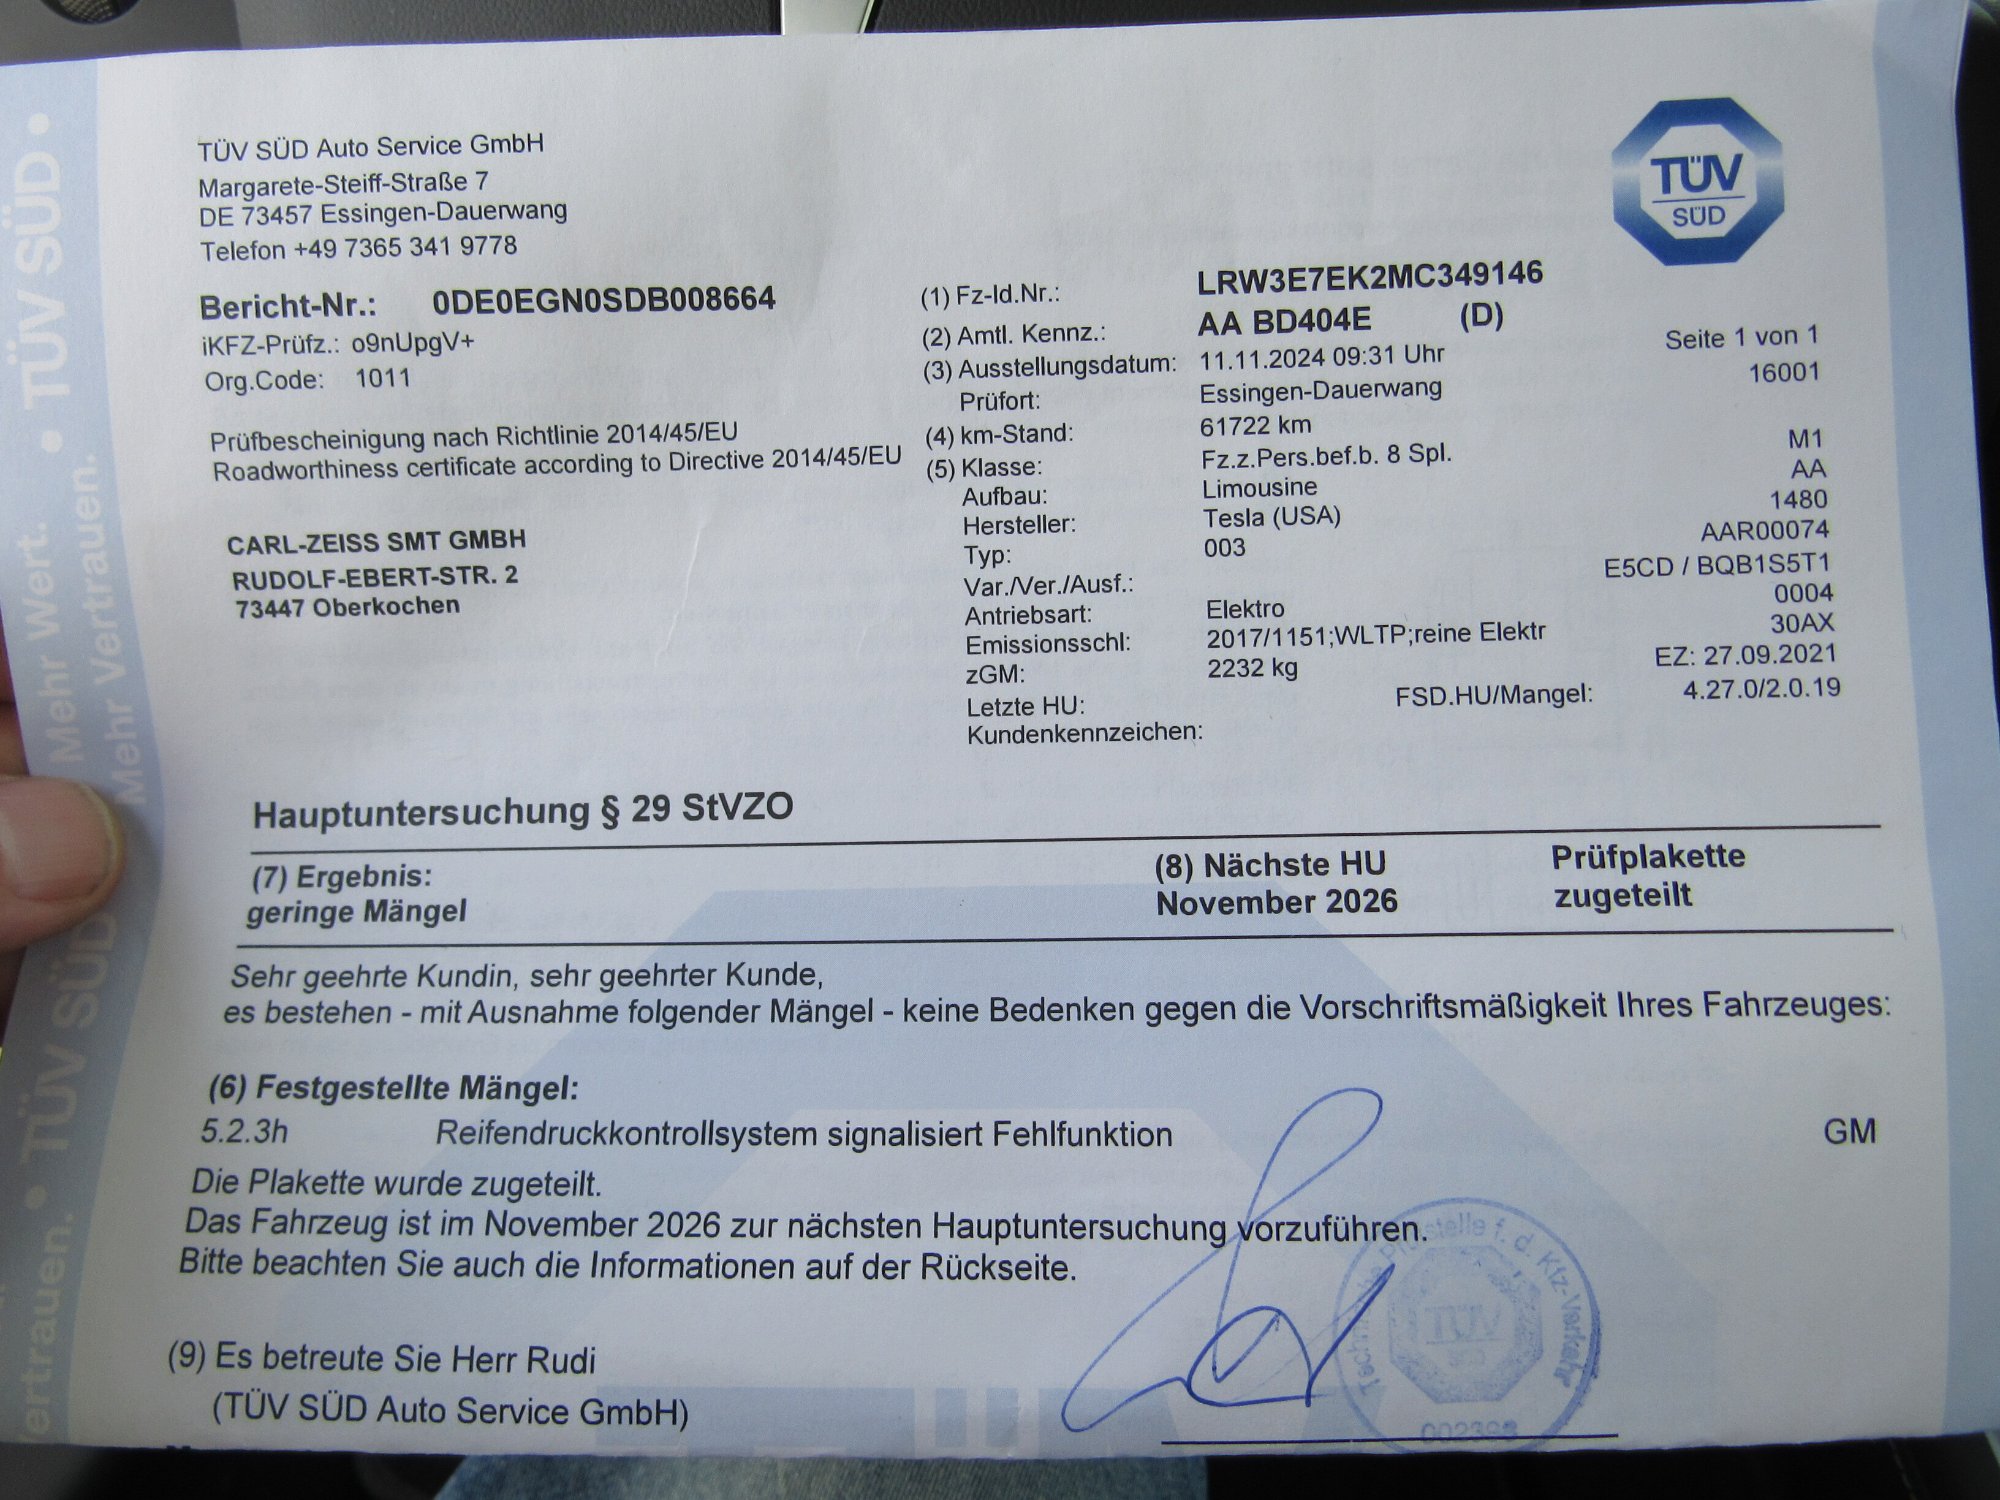 TÜV SÜD Auto Service GmbH
Margarete-Steiff-Straße 7
DE 73457 Essingen-Dauerwang
Telefon +49 7365 341 9778
TÜV SÜD
Bericht-Nr.: 0DE0EGN0SDB008664
iKFZ-Prüfz.: o9nUpgV+
Org.Code: 1011
Prüfbescheinigung nach Richtlinie 2014/45/EU
Roadworthiness certificate according to Directive 2014/45/EU
CARL-ZEISS SMT GMBH
RUDOLF-EBERT-STR. 2
73447 Oberkochen
(1) Fz-Id.Nr.: LRW3E7EK2MC349146
(2) Amtl. Kennz.: AA BD404E (D)
Seite 1 von 1
(3) Ausstellungsdatum: 11.11.2024 09:31 Uhr
16001
Prüfort: Essingen-Dauerwang
(4) km-Stand: 61722 km
(5) Klasse: Fz.z.Pers.bef.b. 8 Spl. M1
Aufbau: Limousine AA
Hersteller: Tesla (USA) 1480
Typ: 003 AAR00074
Var./Ver./Ausf.: E5CD / BQB1S5T1
Antriebsart: Elektro 0004
Emissionsschl: 2017/1151;WLTP;reine Elektr 30AX
zGM: 2232 kg EZ: 27.09.2021
Letzte HU: FSD.HU/Mangel: 4.27.0/2.0.19
Kundenkennzeichen:
Hauptuntersuchung § 29 StVZO
(7) Ergebnis: (8) Nächste HU Prüfplakette
geringe Mängel November 2026 zugeteilt
Sehr geehrte Kundin, sehr geehrter Kunde,
es bestehen - mit Ausnahme folgender Mängel - keine Bedenken gegen die Vorschriftsmäßigkeit Ihres Fahrzeuges:
(6) Festgestellte Mängel:
5.2.3h Reifendruckkontrollsystem signalisiert Fehlfunktion GM
Die Plakette wurde zugeteilt.
Das Fahrzeug ist im November 2026 zur nächsten Hauptuntersuchung vorzuführen.
Bitte beachten Sie auch die Informationen auf der Rückseite.
(9) Es betreute Sie Herr Rudi
(TÜV SÜD Auto Service GmbH)
f. d. Kfz-Verkehr
TÜV
TÜV SÜD • TÜV SÜD •
Mehr Wert.
Mehr Vertrauen.
TÜV SÜD • TÜV SÜD
Vertrauen.